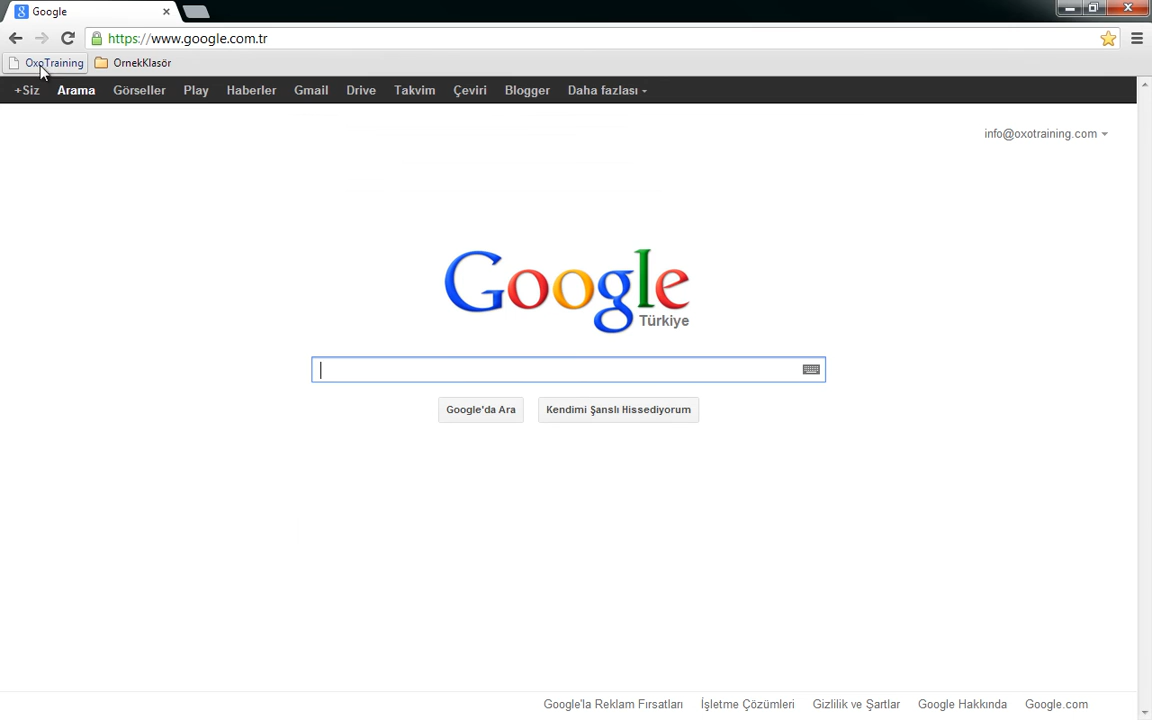 Google
https://www.google.com.tr
OxoTraining OrnekKlasör
+Siz Arama Görseller Play Haberler Gmail Drive Takvim Çeviri Blogger Daha fazlası
info@oxotraining.com
Google
Türkiye
Google'da Ara Kendimi Şanslı Hissediyorum
Google'la Reklam Fırsatları İşletme Çözümleri Gizlilik ve Şartlar Google Hakkında Google.com